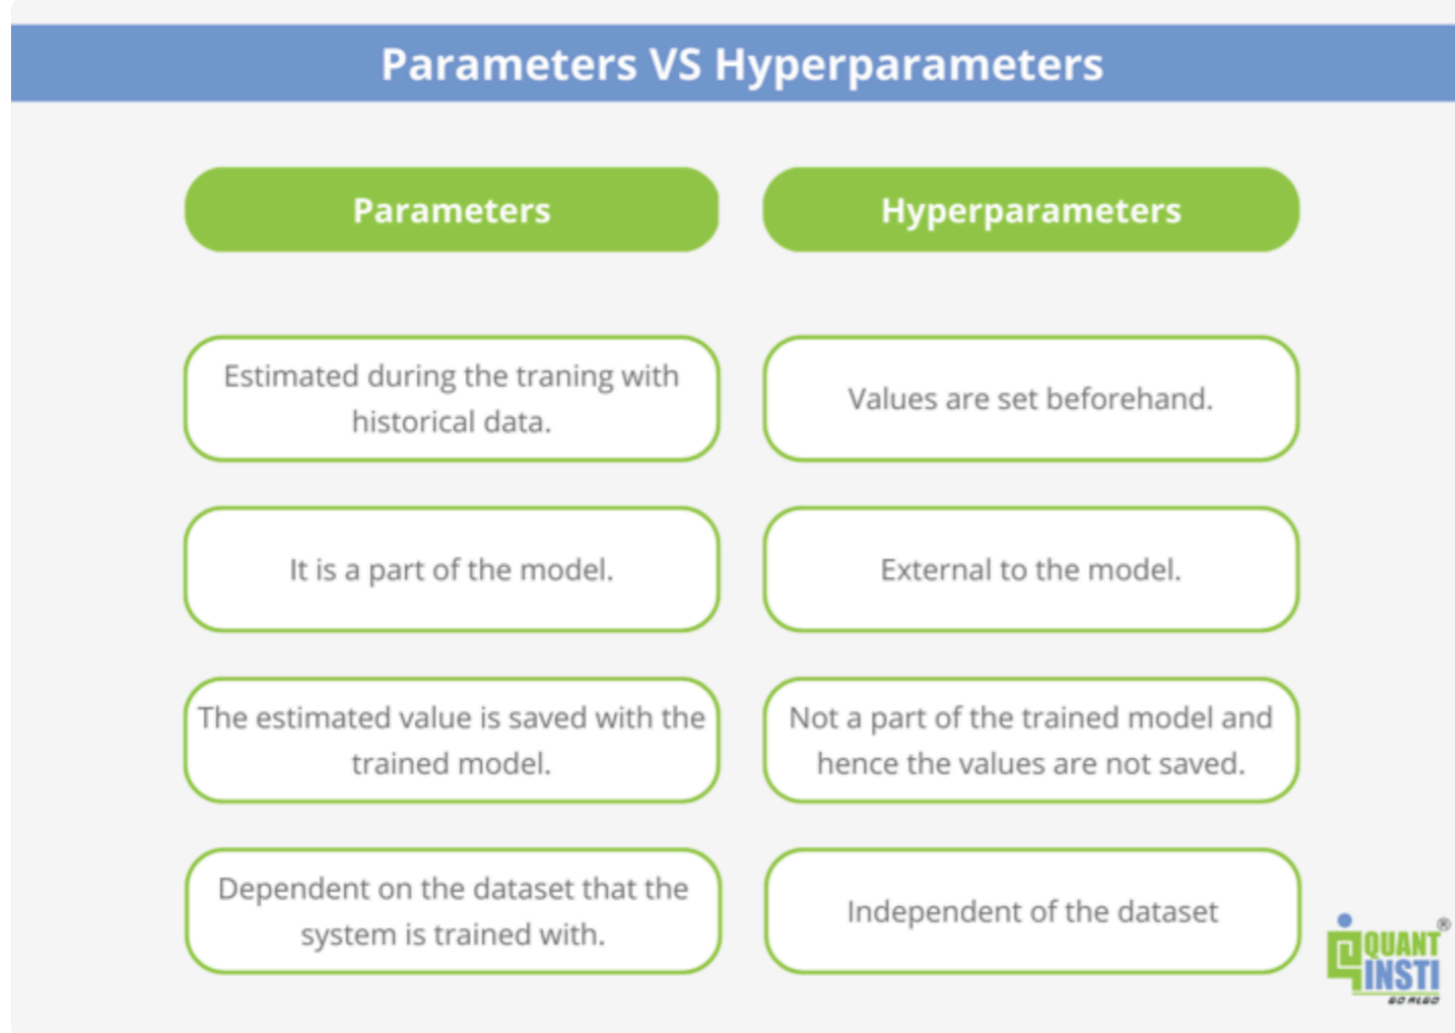 Parameters VS Hyperparameters
Parameters
Hyperparameters
Estimated during the traning with
historical data.
Values are set beforehand.
It is a part of the model.
External to the model.
The estimated value is saved with the
trained model.
Not a part of the trained model and
hence the values are not saved.
Dependent on the dataset that the
system is trained with.
Independent of the dataset
QUANT®
INSTI
GO ALGO